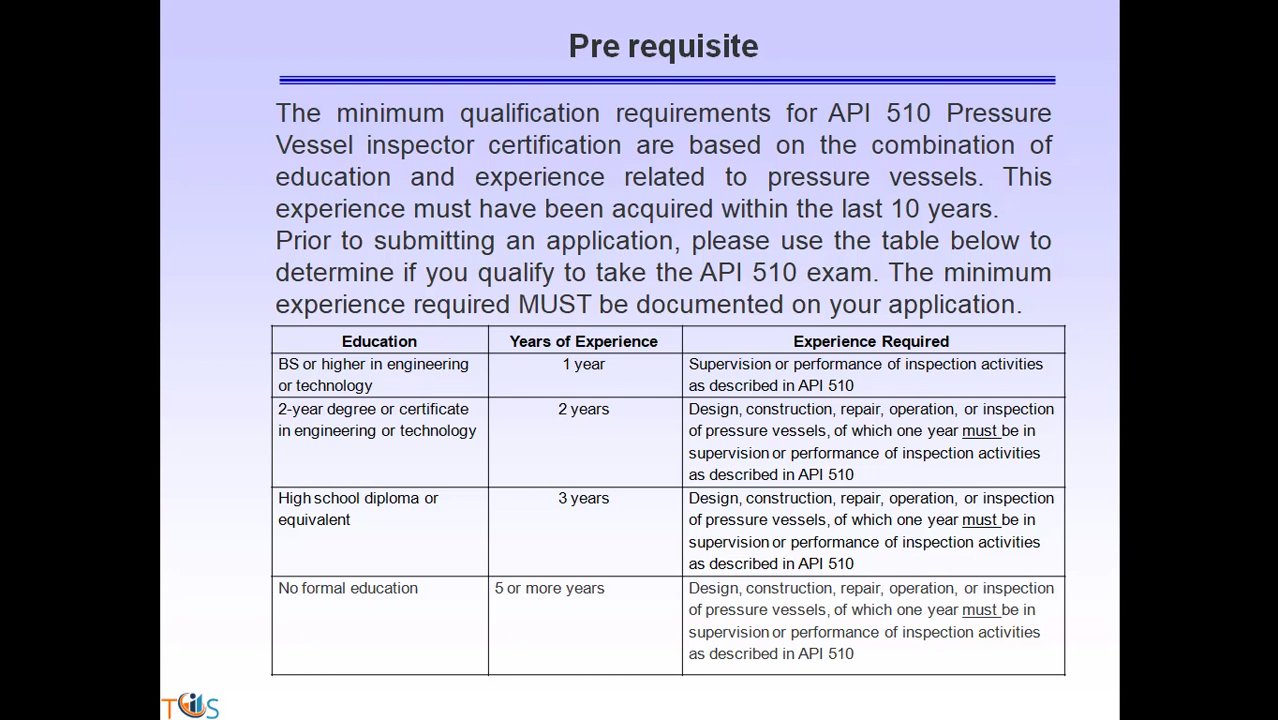 Pre requisite
The minimum qualification requirements for API 510 Pressure
Vessel inspector certification are based on the combination of
education and experience related to pressure vessels. This
experience must have been acquired within the last 10 years.
Prior to submitting an application, please use the table below to
determine if you qualify to take the API 510 exam. The minimum
experience required MUST be documented on your application.
Education Years of Experience Experience Required
BS or higher in engineering 1 year Supervision or performance of inspection activities
or technology as described in API 510
2-year degree or certificate 2 years Design, construction, repair, operation, or inspection
in engineering or technology of pressure vessels, of which one year must be in
supervision or performance of inspection activities
as described in API 510
High school diploma or 3 years Design, construction, repair, operation, or inspection
equivalent of pressure vessels, of which one year must be in
supervision or performance of inspection activities
as described in API 510
No formal education 5 or more years Design, construction, repair, operation, or inspection
of pressure vessels, of which one year must be in
supervision or performance of inspection activities
as described in API 510